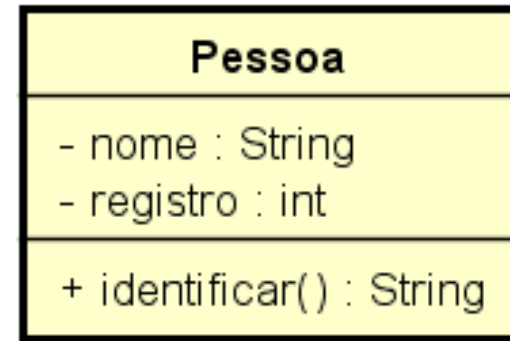 Pessoa
- nome : String
- registro : int
+ identificar() : String